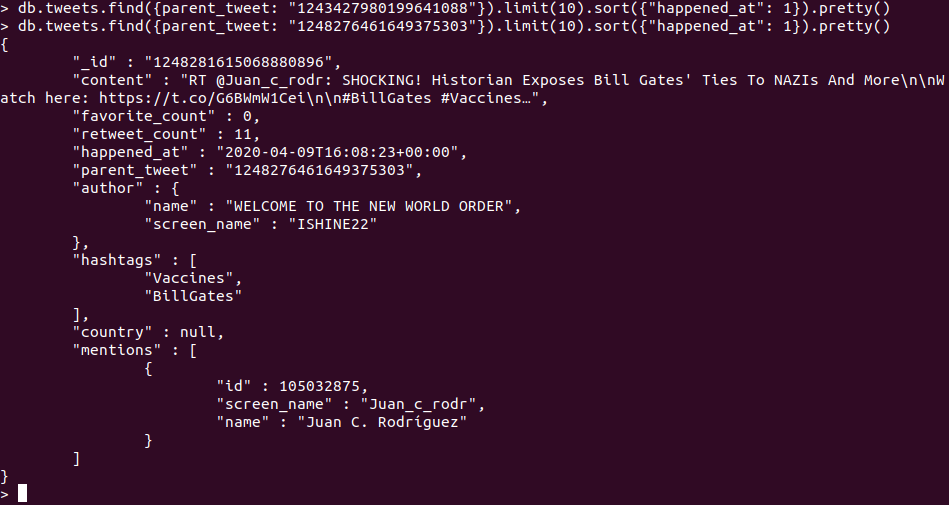 > db.tweets.find({parent_tweet: "1243427980199641088"}).limit(10).sort({"happened_at": 1}).pretty()
> db.tweets.find({parent_tweet: "1248276461649375303"}).limit(10).sort({"happened_at": 1}).pretty()
{
"_id" : "1248281615068880896",
"content" : "RT @Juan_c_rodr: SHOCKING! Historian Exposes Bill Gates' Ties To NAZIs And More\n\nW
atch here: https://t.co/G6BWmW1Cei\n\n#BillGates #Vaccines…",
"favorite_count" : 0,
"retweet_count" : 11,
"happened_at" : "2020-04-09T16:08:23+00:00",
"parent_tweet" : "1248276461649375303",
"author" : {
"name" : "WELCOME TO THE NEW WORLD ORDER",
"screen_name" : "ISHINE22"
},
"hashtags" : [
"Vaccines",
"BillGates"
],
"country" : null,
"mentions" : [
{
"id" : 105032875,
"screen_name" : "Juan_c_rodr",
"name" : "Juan C. Rodríguez"
}
]
}
>